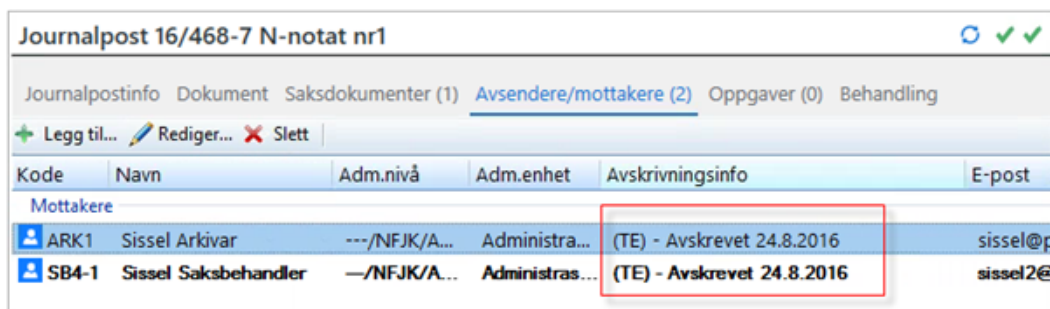 Journalpost 16/468-7 N-notat nr1
Journalpostinfo Dokument Saksdokumenter (1) Avsendere/mottakere (2) Oppgaver (0) Behandling
Legg til... Rediger... Slett
Kode Navn Adm.nivå Adm.enhet Avskrivningsinfo E-post
Mottakere
ARK1 Sissel Arkivar ---/NFJK/A... Administra... (TE) - Avskrevet 24.8.2016 sissel@p
SB4-1 Sissel Saksbehandler —/NFJK/A... Administras... (TE) - Avskrevet 24.8.2016 sissel2@